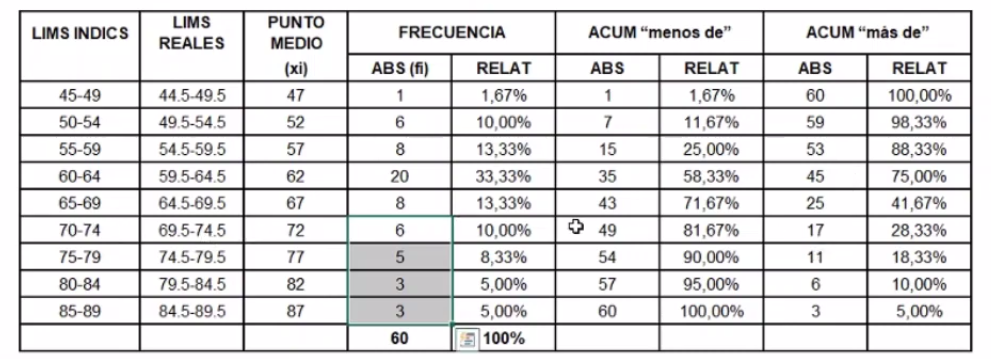 LIMS INDICS LIMS REALES PUNTO MEDIO (xi) FRECUENCIA ACUM “menos de” ACUM “más de”
ABS (fi) RELAT ABS RELAT ABS RELAT
45-49 44.5-49.5 47 1 1,67% 1 1,67% 60 100,00%
50-54 49.5-54.5 52 6 10,00% 7 11,67% 59 98,33%
55-59 54.5-59.5 57 8 13,33% 15 25,00% 53 88,33%
60-64 59.5-64.5 62 20 33,33% 35 58,33% 45 75,00%
65-69 64.5-69.5 67 8 13,33% 43 71,67% 25 41,67%
70-74 69.5-74.5 72 6 10,00% 49 81,67% 17 28,33%
75-79 74.5-79.5 77 5 8,33% 54 90,00% 11 18,33%
80-84 79.5-84.5 82 3 5,00% 57 95,00% 6 10,00%
85-89 84.5-89.5 87 3 5,00% 60 100,00% 3 5,00%
60 100%